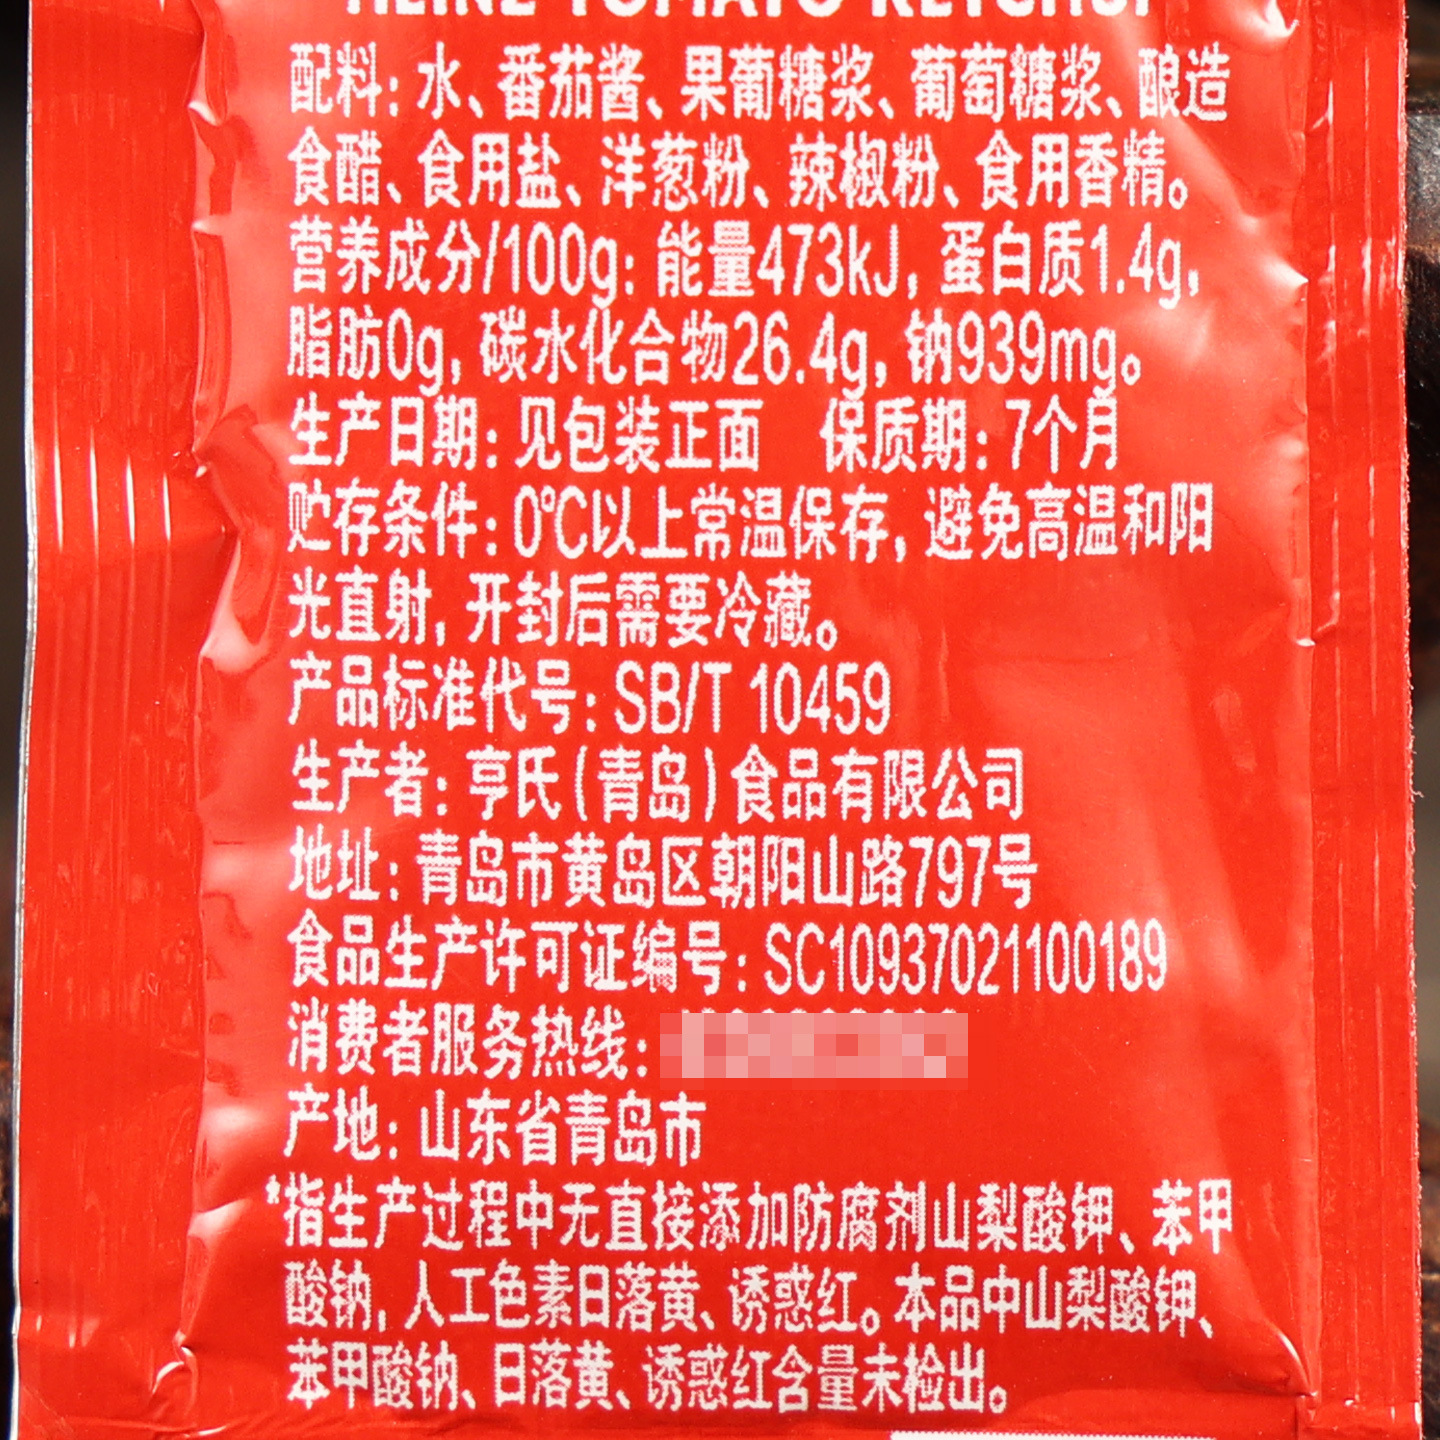 HEINZ TOMATO KETCHUP
配料：水、番茄酱、果葡糖浆、葡萄糖浆、酿造
食醋、食用盐、洋葱粉、辣椒粉、食用香精。
营养成分/100g：能量473kJ，蛋白质1.4g，
脂肪0g，碳水化合物26.4g，钠939mg。
生产日期：见包装正面 保质期：7个月
贮存条件：0℃以上常温保存，避免高温和阳
光直射，开封后需要冷藏。
产品标准代号：SB/T 10459
生产者：亨氏(青岛)食品有限公司
地址：青岛市黄岛区朝阳山路797号
食品生产许可证编号：SC10937021100189
消费者服务热线：
产地：山东省青岛市
*指生产过程中无直接添加防腐剂山梨酸钾、苯甲
酸钠，人工色素日落黄、诱惑红。本品中山梨酸钾、
苯甲酸钠、日落黄、诱惑红含量未检出。